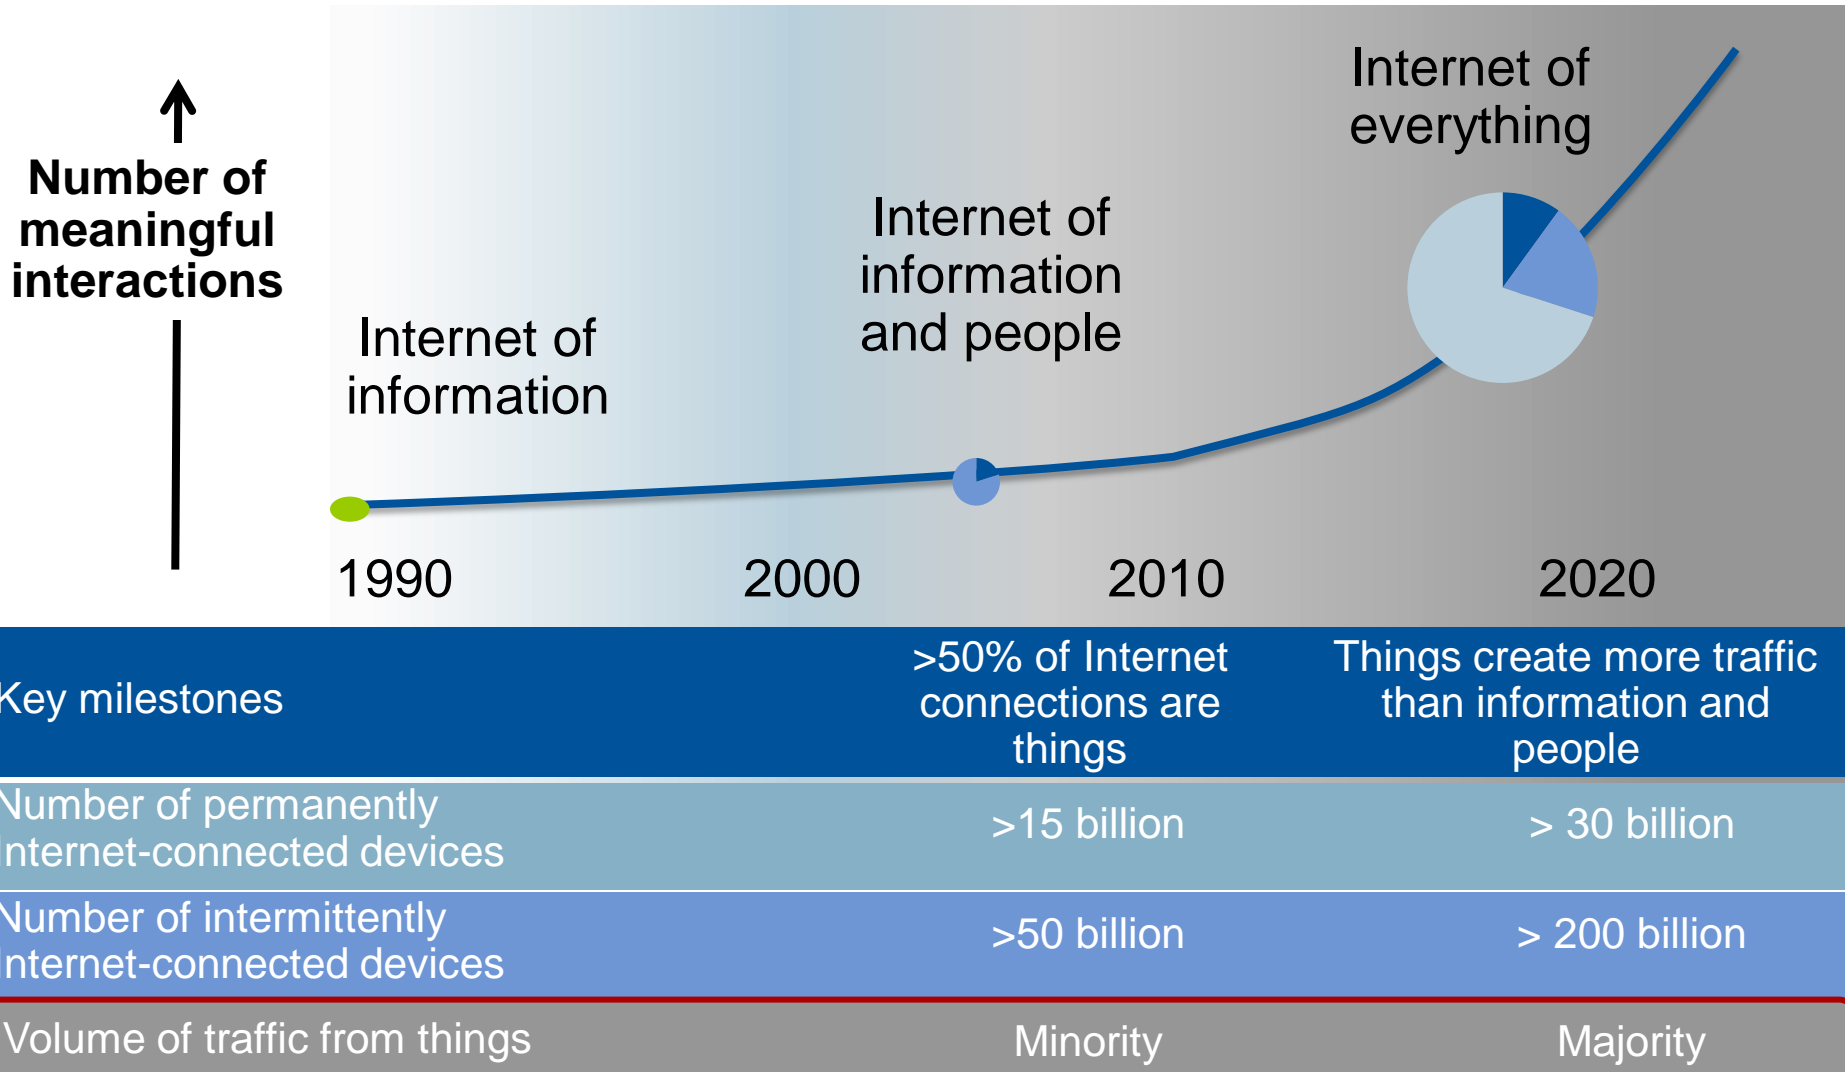 Number of
meaningful
interactions
Internet of
information
Internet of
information
and people
Internet of
everything
1990 2000 2010 2020
Key milestones
>50% of Internet
connections are
things
Things create more traffic
than information and
people
Number of permanently
Internet-connected devices
>15 billion
> 30 billion
Number of intermittently
Internet-connected devices
>50 billion
> 200 billion
Volume of traffic from things
Minority
Majority